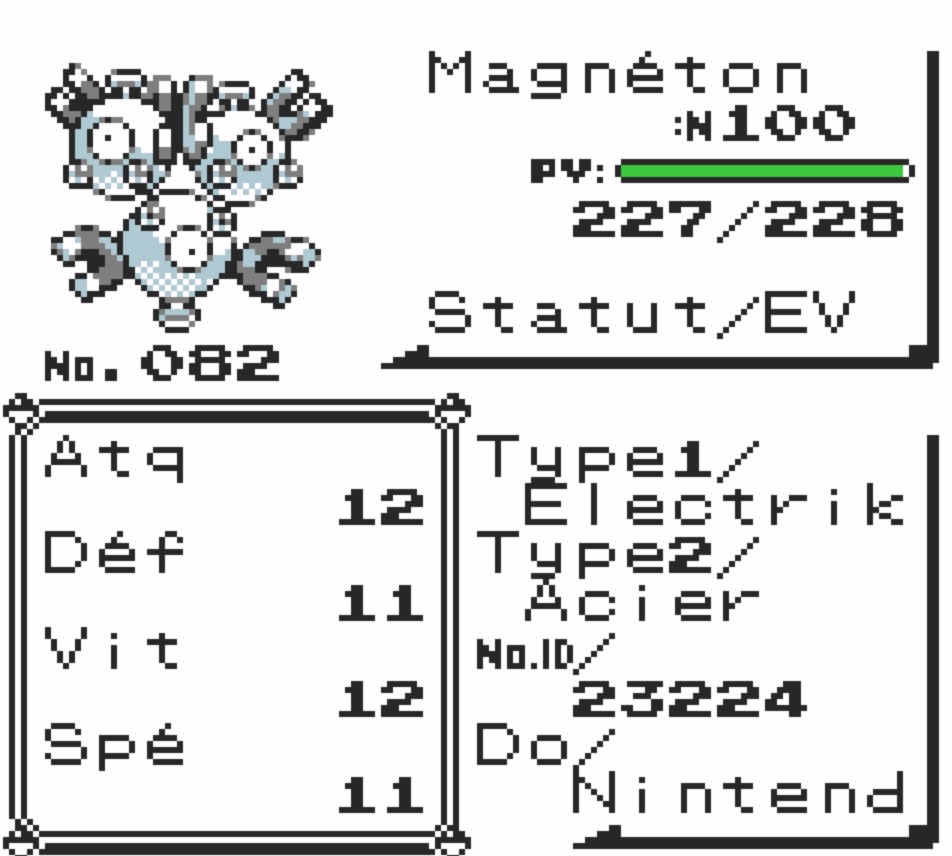 Magnéton
:N100
PV:
227/228
Statut/EV
No. 082
Atq
12
Déf
11
Vit
12
Spé
11
Type1/
Electrik
Type2/
Acier
No.ID/
23224
Do/
Nintend